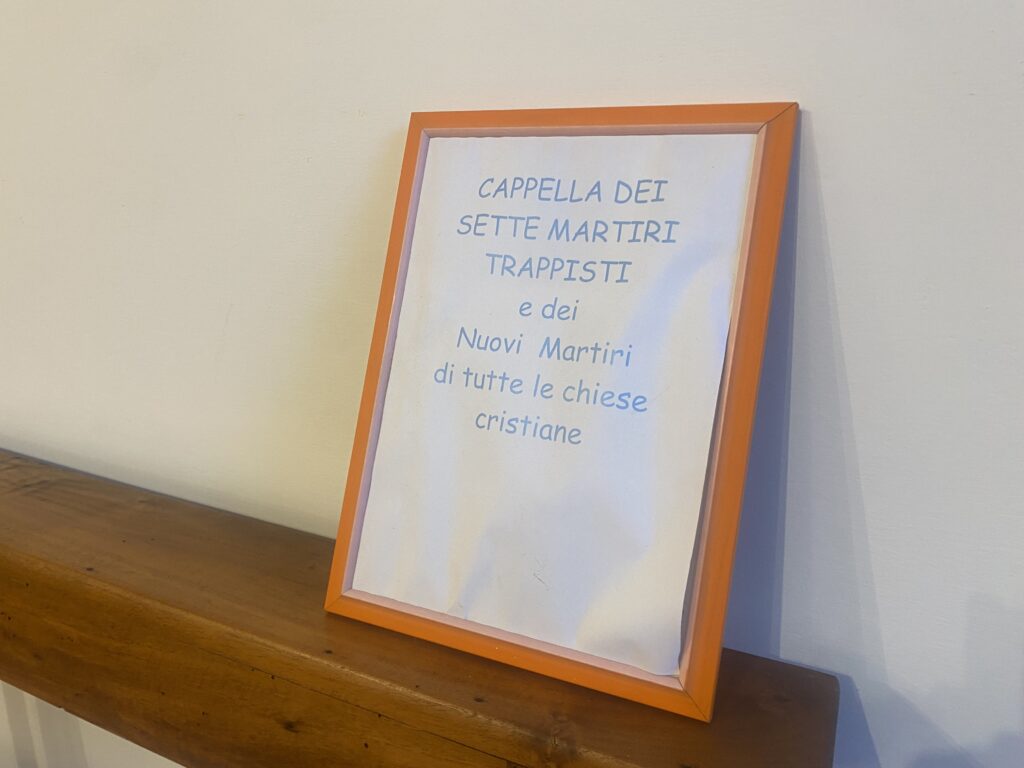 CAPPELLA DEI
SETTE MARTIRI
TRAPPISTI
e dei
Nuovi Martiri
di tutte le chiese
cristiane